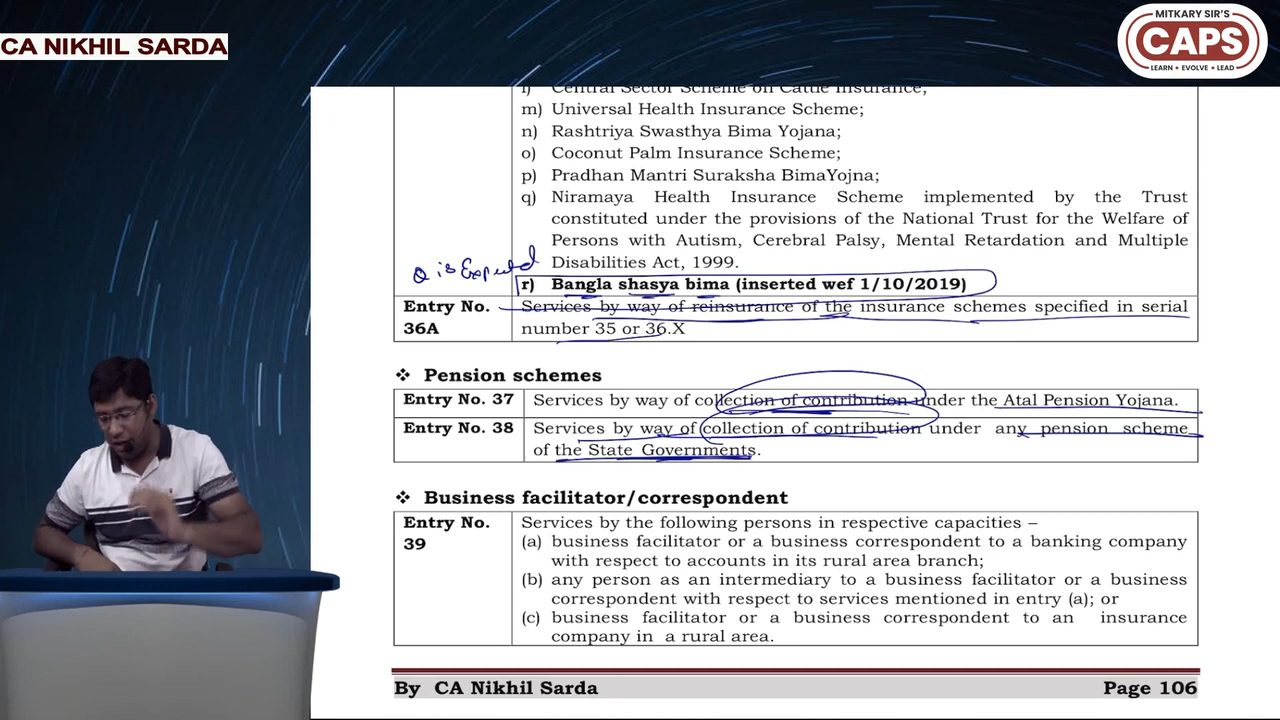 CA NIKHIL SARDA
MITKARY SIR'S
CAPS
LEARN • EVOLVE • LEAD
l) Central Sector Scheme on Cattle Insurance;
m) Universal Health Insurance Scheme;
n) Rashtriya Swasthya Bima Yojana;
o) Coconut Palm Insurance Scheme;
p) Pradhan Mantri Suraksha BimaYojna;
q) Niramaya Health Insurance Scheme implemented by the Trust
constituted under the provisions of the National Trust for the Welfare of
Persons with Autism, Cerebral Palsy, Mental Retardation and Multiple
Disabilities Act, 1999.
is
r) Bangla shasya bima (inserted wef 1/10/2019)
Entry No. Services by way of reinsurance of the insurance schemes specified in serial
36A number 35 or 36.X
❖ Pension schemes
Entry No. 37 Services by way of collection of contribution under the Atal Pension Yojana.
Entry No. 38 Services by way of collection of contribution under any pension scheme
of the State Governments.
❖ Business facilitator/correspondent
Entry No. Services by the following persons in respective capacities –
39 (a) business facilitator or a business correspondent to a banking company
with respect to accounts in its rural area branch;
(b) any person as an intermediary to a business facilitator or a business
correspondent with respect to services mentioned in entry (a); or
(c) business facilitator or a business correspondent to an insurance
company in a rural area.
By CA Nikhil Sarda Page 106